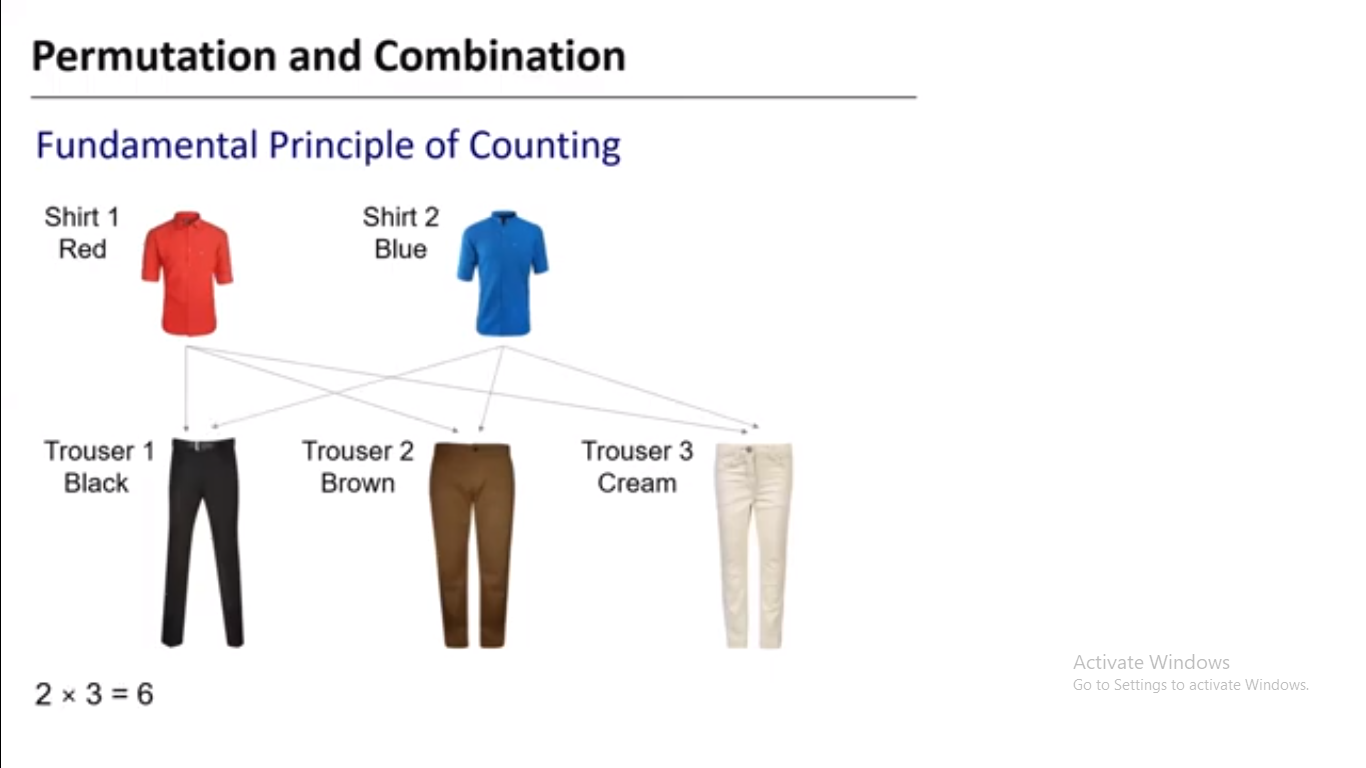 Permutation and Combination
Fundamental Principle of Counting
Shirt 1
Red
Shirt 2
Blue
Trouser 1
Black
Trouser 2
Brown
Trouser 3
Cream
2 × 3 = 6
Activate Windows
Go to Settings to activate Windows.